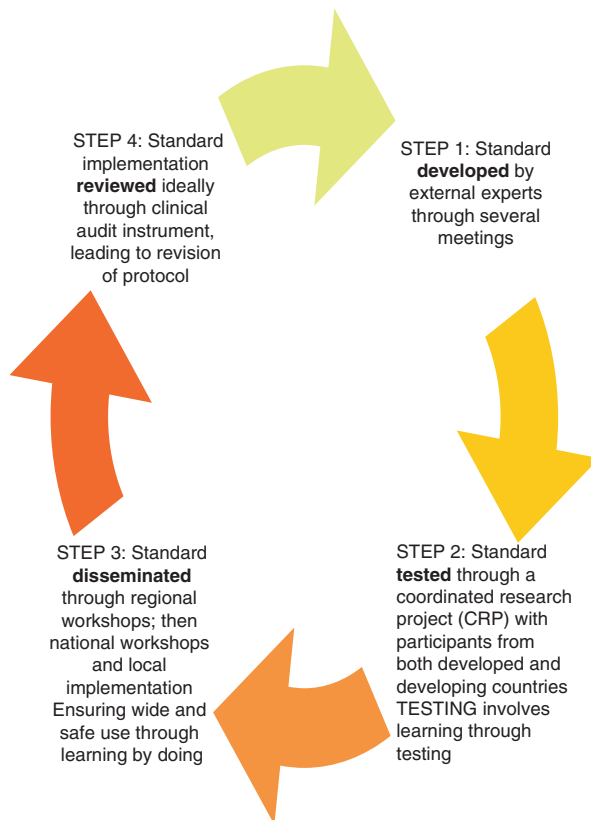 STEP 1: Standard
developed by
external experts
through several
meetings
STEP 2: Standard
tested through a
coordinated research
project (CRP) with
participants from
both developed and
developing countries
TESTING involves
learning through
testing
STEP 3: Standard
disseminated
through regional
workshops; then
national workshops
and local
implementation
Ensuring wide and
safe use through
learning by doing
STEP 4: Standard
implementation
reviewed ideally
through clinical
audit instrument,
leading to revision
of protocol